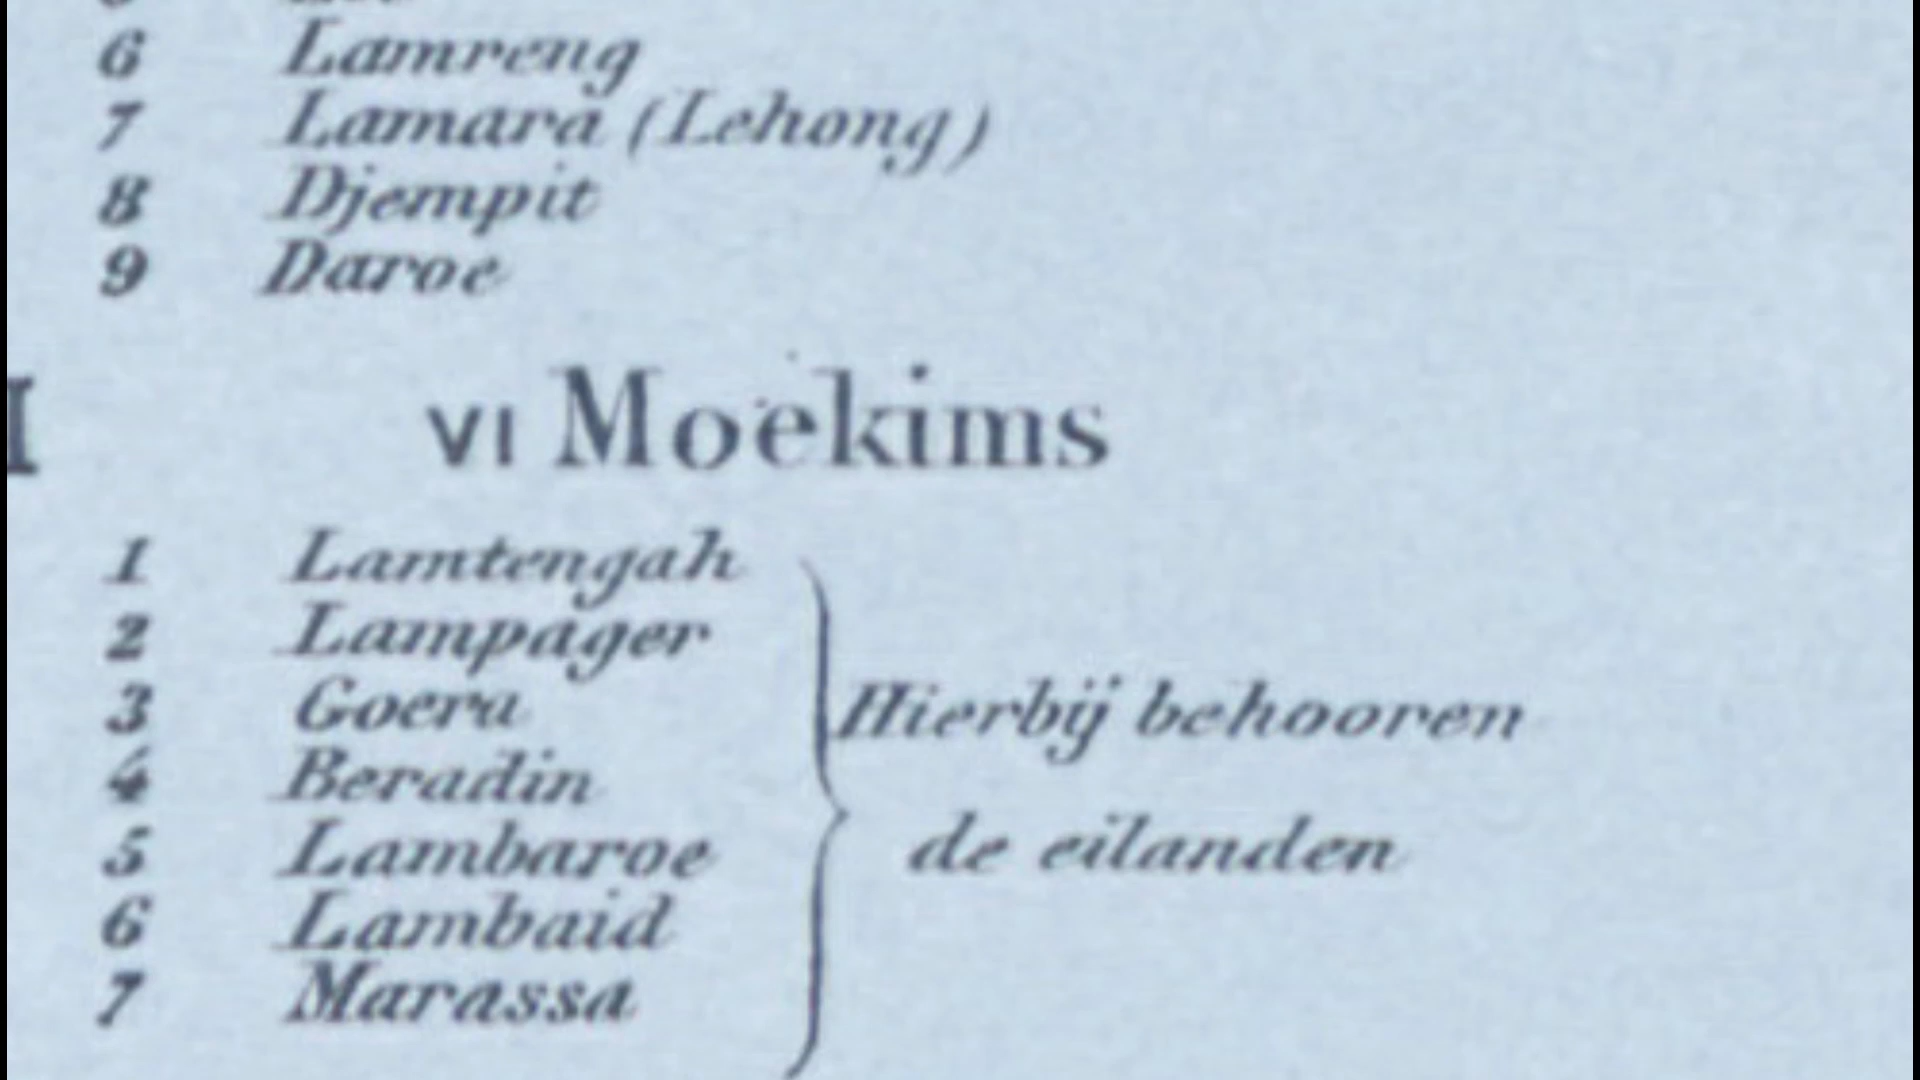 6 Lamreng
7 Lamara (Lehong)
8 Djempit
9 Daroe
I VI Moekims
1 Lamtengah
2 Lampager
3 Goera
4 Beradin
5 Lambaroe
6 Lambaid
7 Marassa
Hierbij behooren
de eilanden